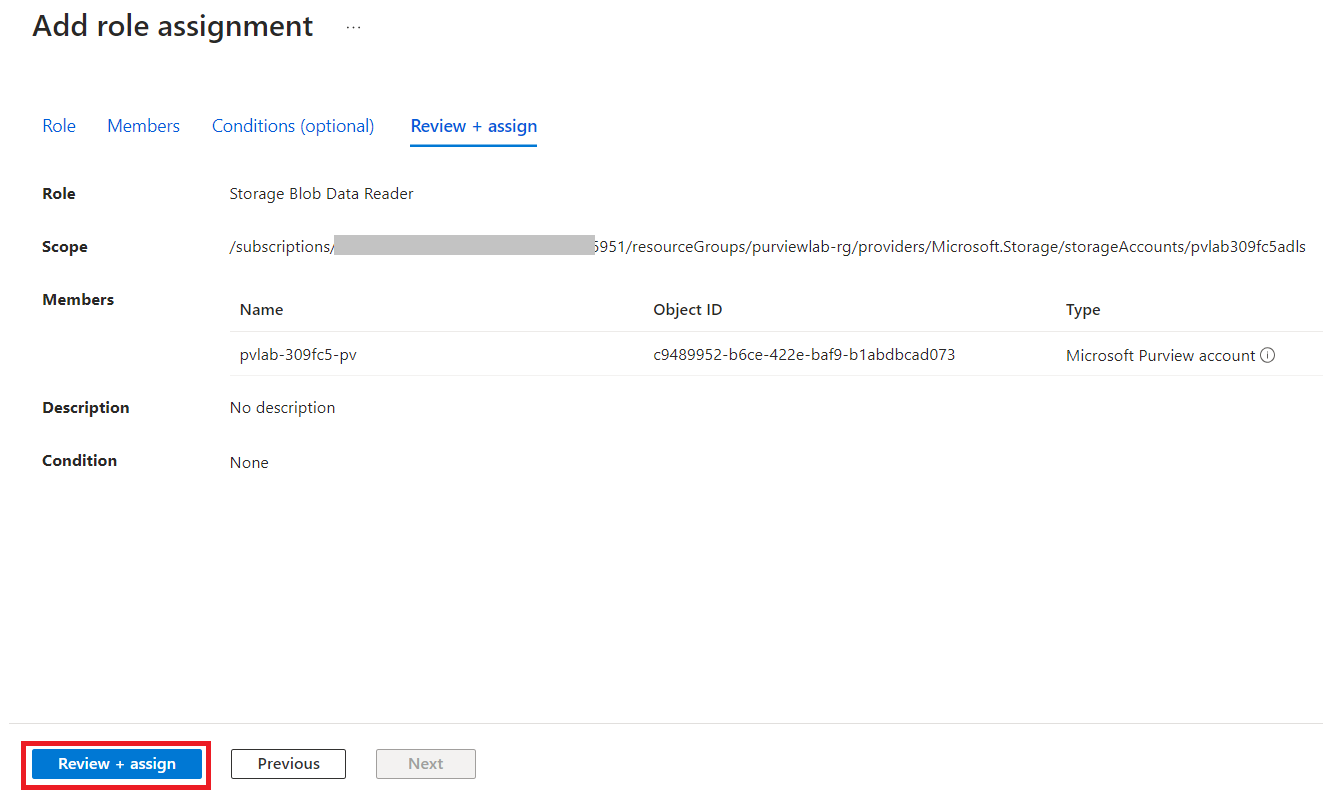 Add role assignment ...
Role Members Conditions (optional) Review + assign
Role Storage Blob Data Reader
Scope /subscriptions/ 5951/resourceGroups/purviewlab-rg/providers/Microsoft.Storage/storageAccounts/pvlab309fc5adls
Members
Name Object ID Type
pvlab-309fc5-pv c9489952-b6ce-422e-baf9-b1abdbcad073 Microsoft Purview account
Description No description
Condition None
Review + assign Previous Next